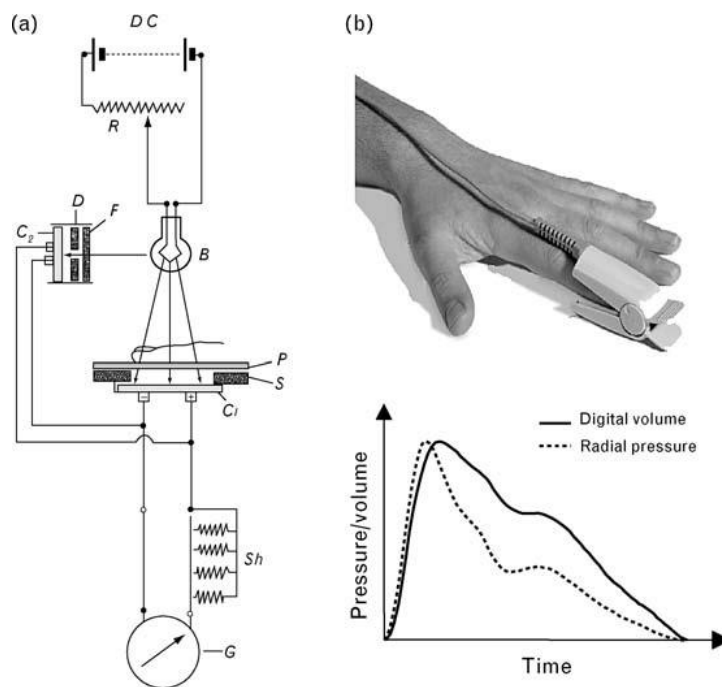 (a)
DC
R
D
F
C2
B
P
S
C1
− +
Sh
G
(b)
Digital volume
Radial pressure
Pressure/volume
Time